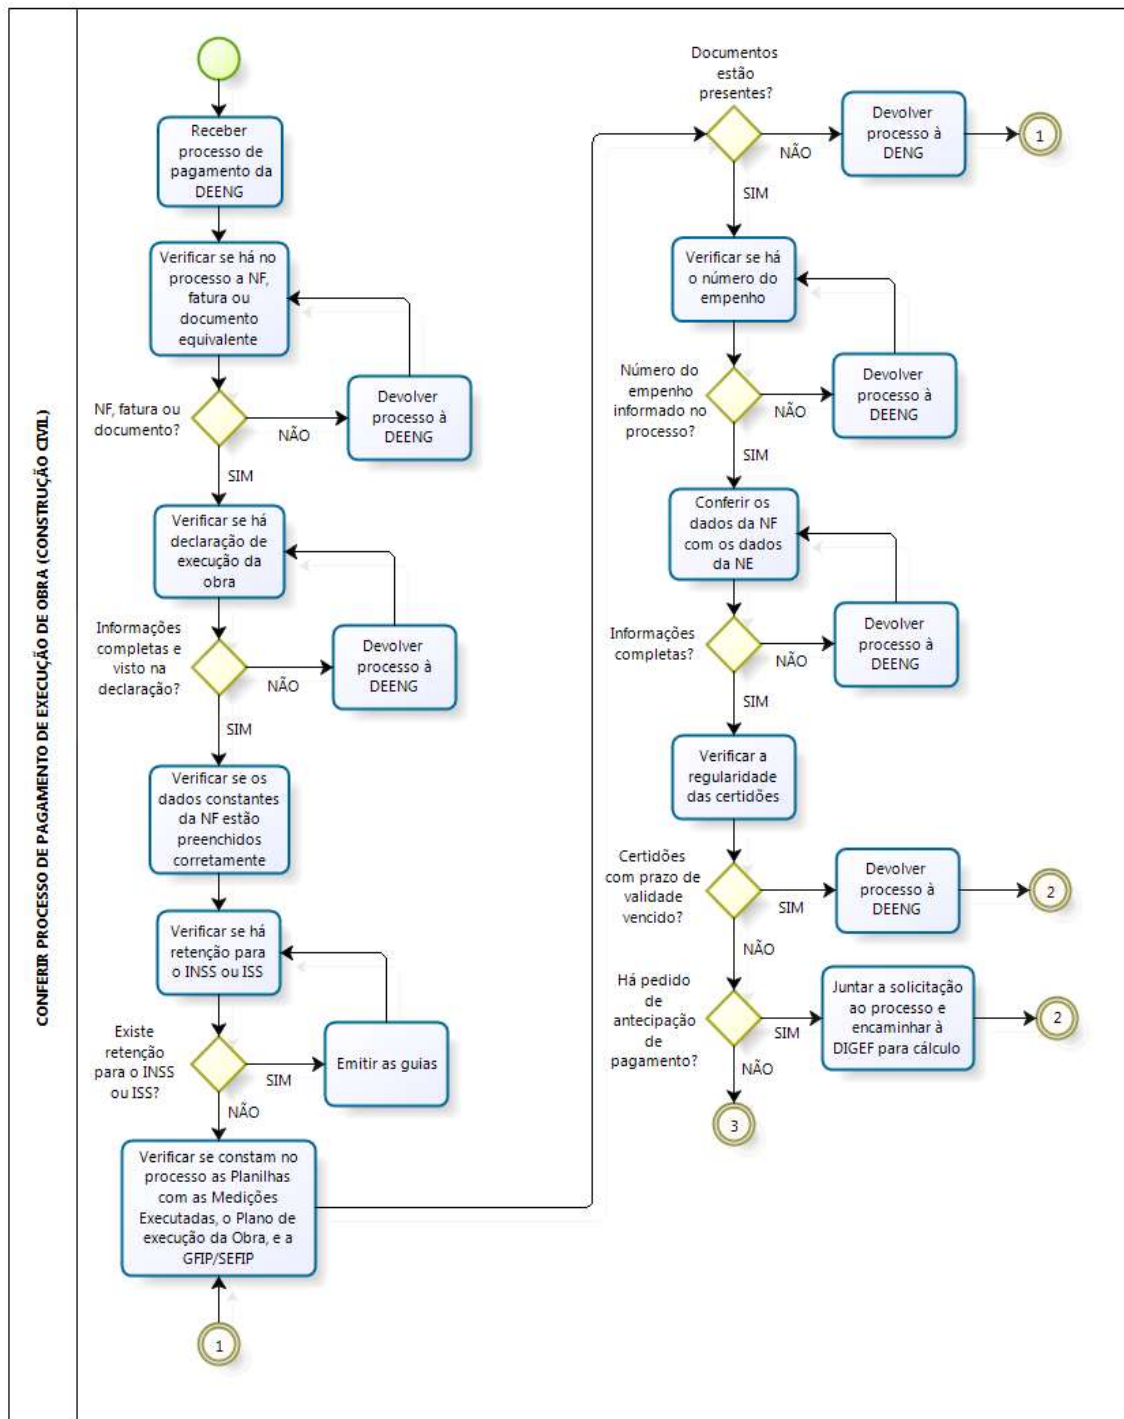 CONFERIR PROCESSO DE PAGAMENTO DE EXECUÇÃO DE OBRA (CONSTRUÇÃO CIVIL)
Receber
processo de
pagamento da
DEENG
Verificar se há no
processo a NF,
fatura ou
documento
equivalente
NF, fatura ou
documento?
NÃO
Devolver
processo à
DEENG
SIM
Verificar se há
declaração de
execução da
obra
Informações
completas e
visto na
declaração?
NÃO
Devolver
processo à
DEENG
SIM
Verificar se os
dados constantes
da NF estão
preenchidos
corretamente
Verificar se há
retenção para
o INSS ou ISS
Existe
retenção
para o INSS
ou ISS?
SIM
Emitir as guias
NÃO
Verificar se constam no
processo as Planilhas
com as Medições
Executadas, o Plano de
execução da Obra, e a
GFIP/SEFIP
1
Documentos
estão
presentes?
NÃO
Devolver
processo à
DENG
1
SIM
Verificar se há
o número do
empenho
Número do
empenho
informado no
processo?
NÃO
Devolver
processo à
DEENG
SIM
Conferir os
dados da NF
com os dados
da NE
Informações
completas?
NÃO
Devolver
processo à
DEENG
SIM
Verificar a
regularidade
das certidões
Certidões
com prazo de
validade
vencido?
SIM
Devolver
processo à
DEENG
2
NÃO
Há pedido
de
antecipação
de
pagamento?
SIM
Juntar a solicitação
ao processo e
encaminhar à
DIGEF para cálculo
2
NÃO
3